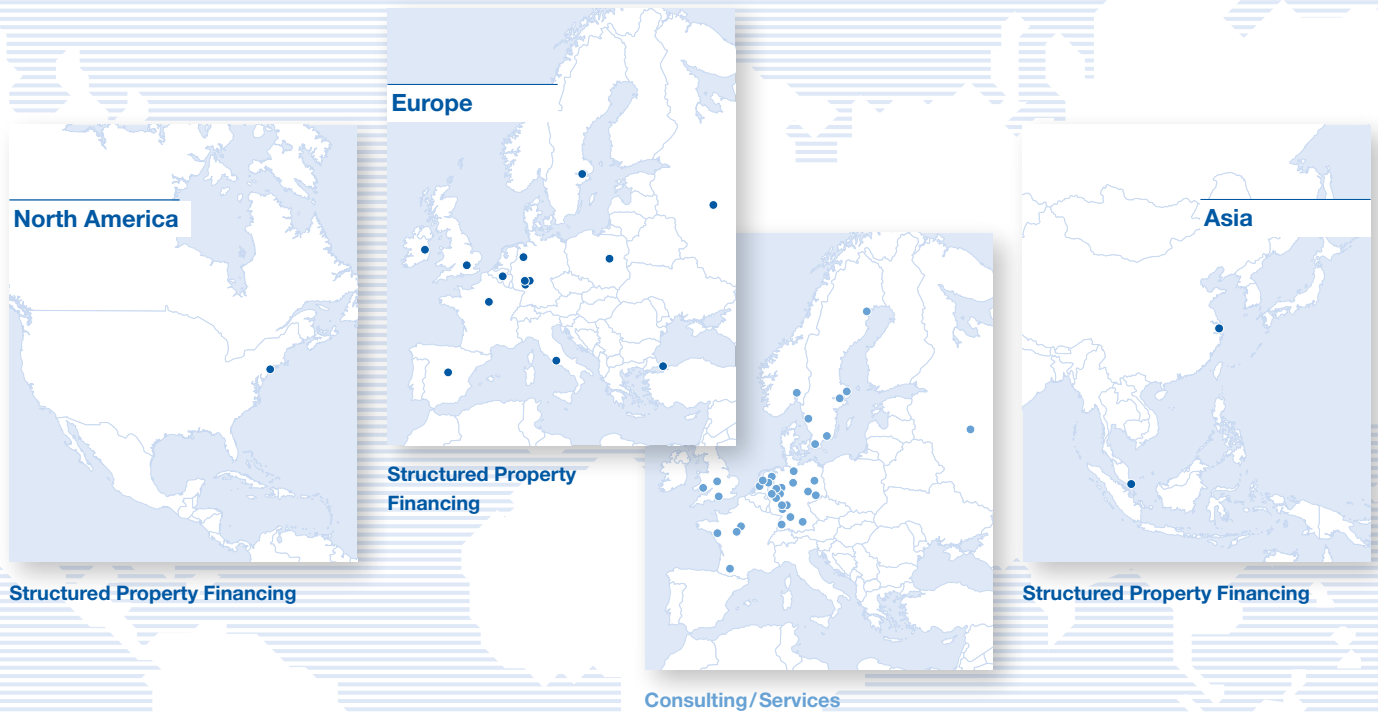 North America
Structured Property Financing
Europe
Structured Property
Financing
Consulting/Services
Asia
Structured Property Financing